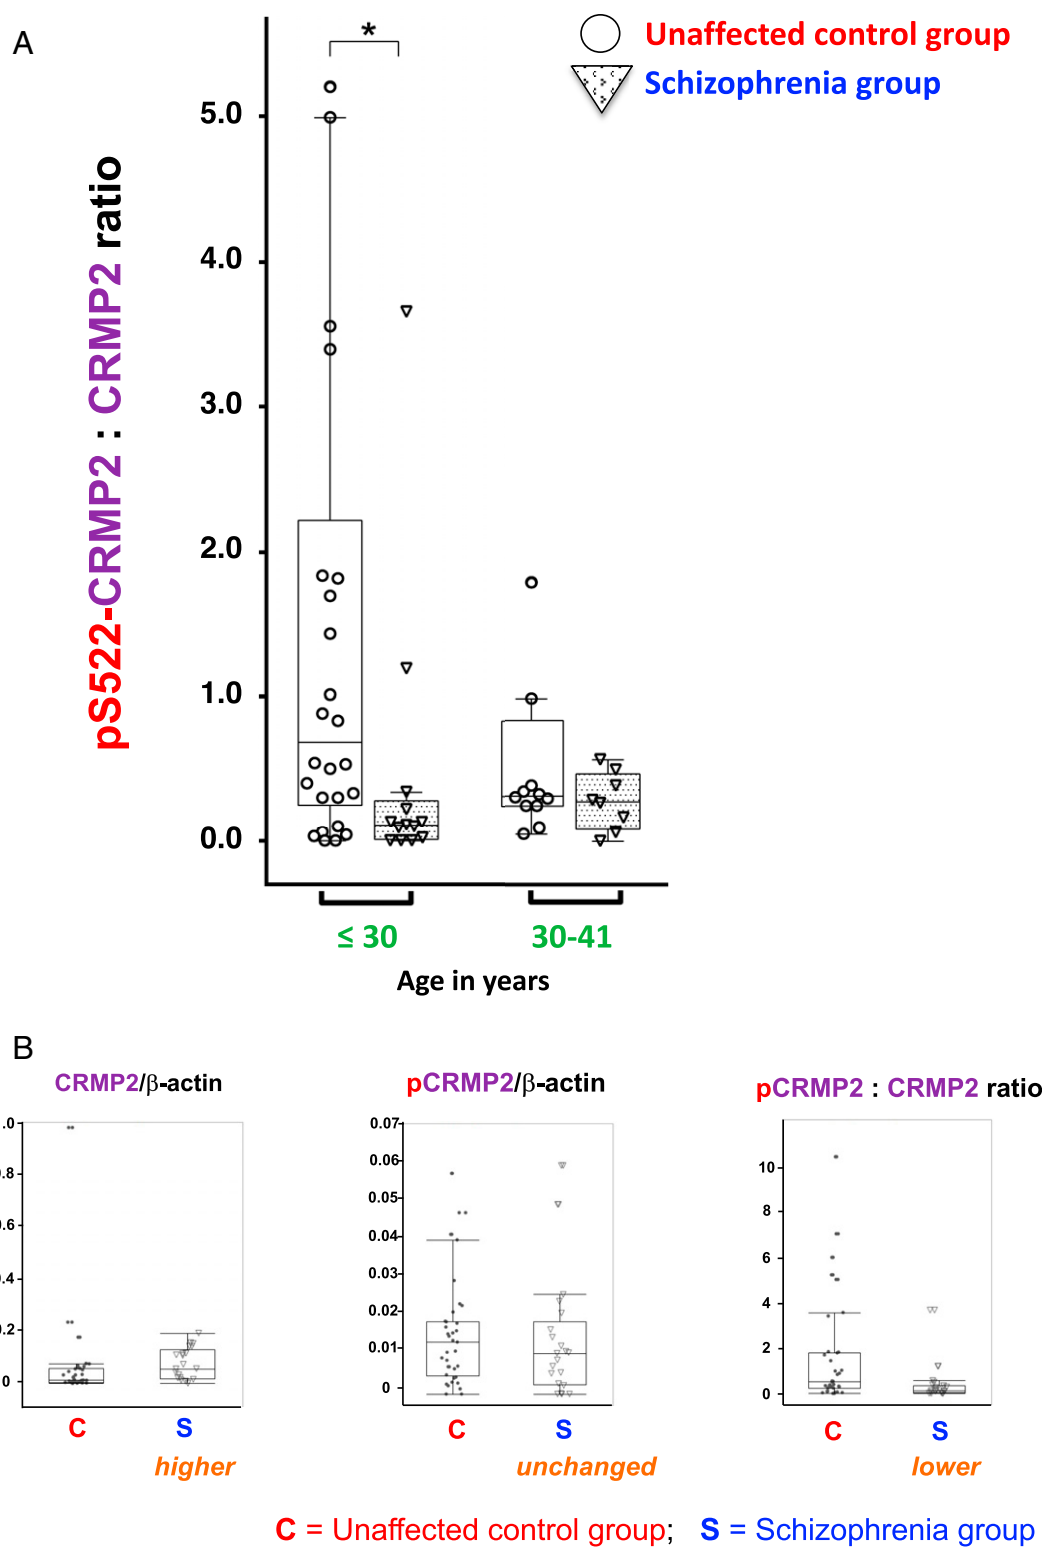 A
*
Unaffected control group
Schizophrenia group
pS522-CRMP2 : CRMP2 ratio
5.0
4.0
3.0
2.0
1.0
0.0
≤ 30
30-41
Age in years
B
CRMP2/β-actin
.0
.8
.6
.4
.2
0
C
S
higher
pCRMP2/β-actin
0.07
0.06
0.05
0.04
0.03
0.02
0.01
0
C
S
unchanged
pCRMP2 : CRMP2 ratio
10
8
6
4
2
0
C
S
lower
C = Unaffected control group; S = Schizophrenia group